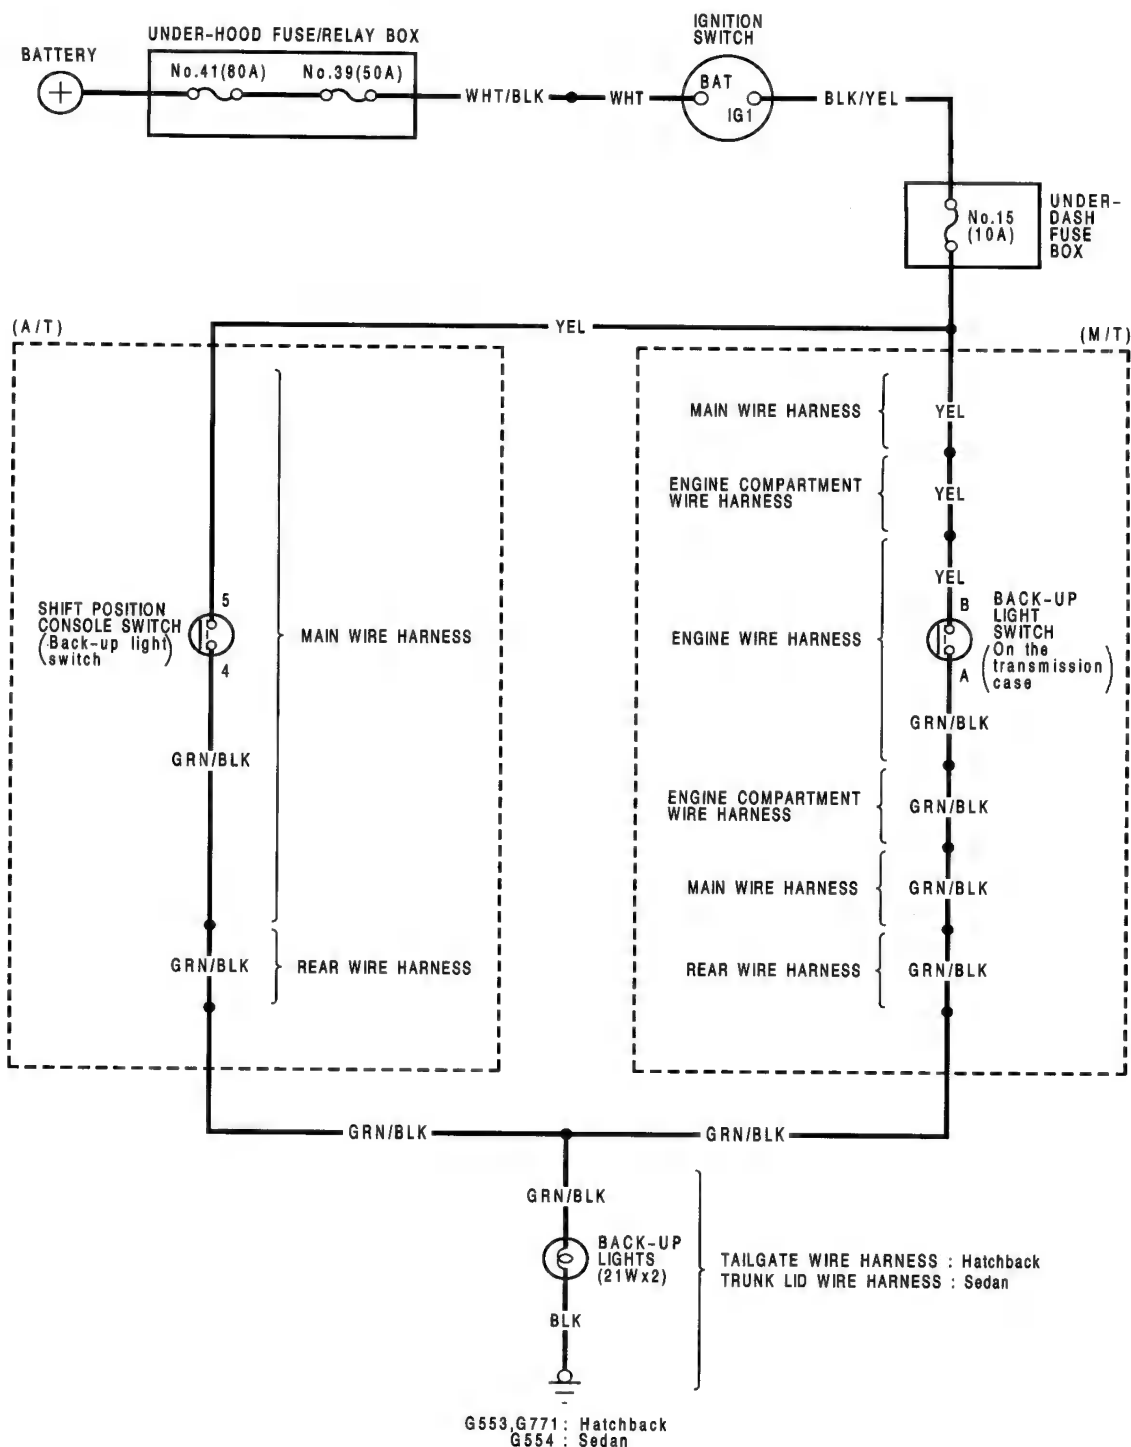 BATTERY
UNDER-HOOD FUSE/RELAY BOX
No.41(80A)
No.39(50A)
WHT/BLK
WHT
IGNITION
SWITCH
BAT
IG1
BLK/YEL
No.15
(10A)
UNDER-
DASH
FUSE
BOX
(A/T)
YEL
(M/T)
MAIN WIRE HARNESS
YEL
ENGINE COMPARTMENT
WIRE HARNESS
YEL
YEL
SHIFT POSITION
CONSOLE SWITCH
(Back-up light)
switch
5
4
MAIN WIRE HARNESS
ENGINE WIRE HARNESS
B
A
BACK-UP
LIGHT
SWITCH
(On the
transmission)
case
GRN/BLK
GRN/BLK
ENGINE COMPARTMENT
WIRE HARNESS
GRN/BLK
MAIN WIRE HARNESS
GRN/BLK
GRN/BLK
REAR WIRE HARNESS
REAR WIRE HARNESS
GRN/BLK
GRN/BLK
GRN/BLK
GRN/BLK
BACK-UP
LIGHTS
(21Wx2)
TAILGATE WIRE HARNESS : Hatchback
TRUNK LID WIRE HARNESS : Sedan
BLK
G553,G771 : Hatchback
G554 : Sedan